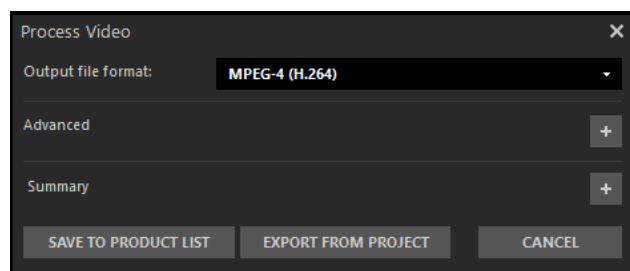 Process Video
Output file format: MPEG-4 (H.264)
Advanced
Summary
SAVE TO PRODUCT LIST EXPORT FROM PROJECT CANCEL